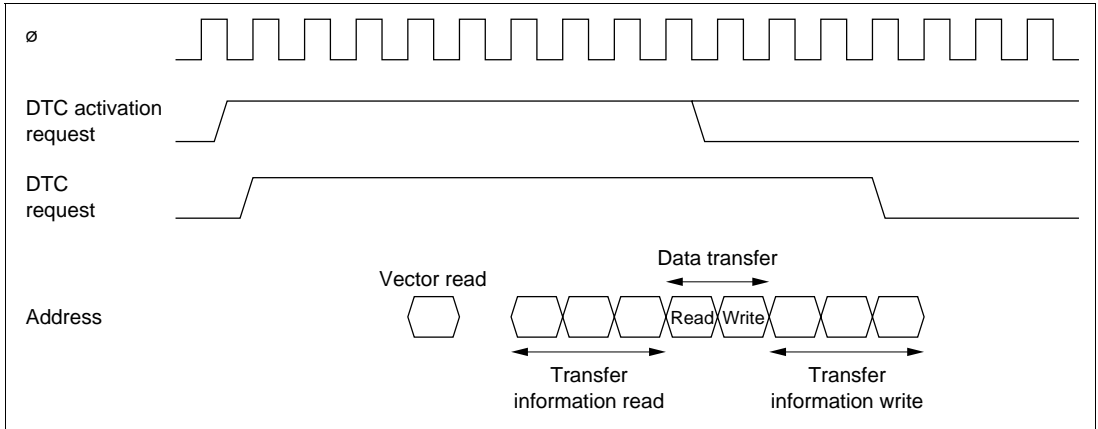 ø
DTC activation
request
DTC
request
Data transfer
Vector read
Address
Read Write
Transfer
information read
Transfer
information write